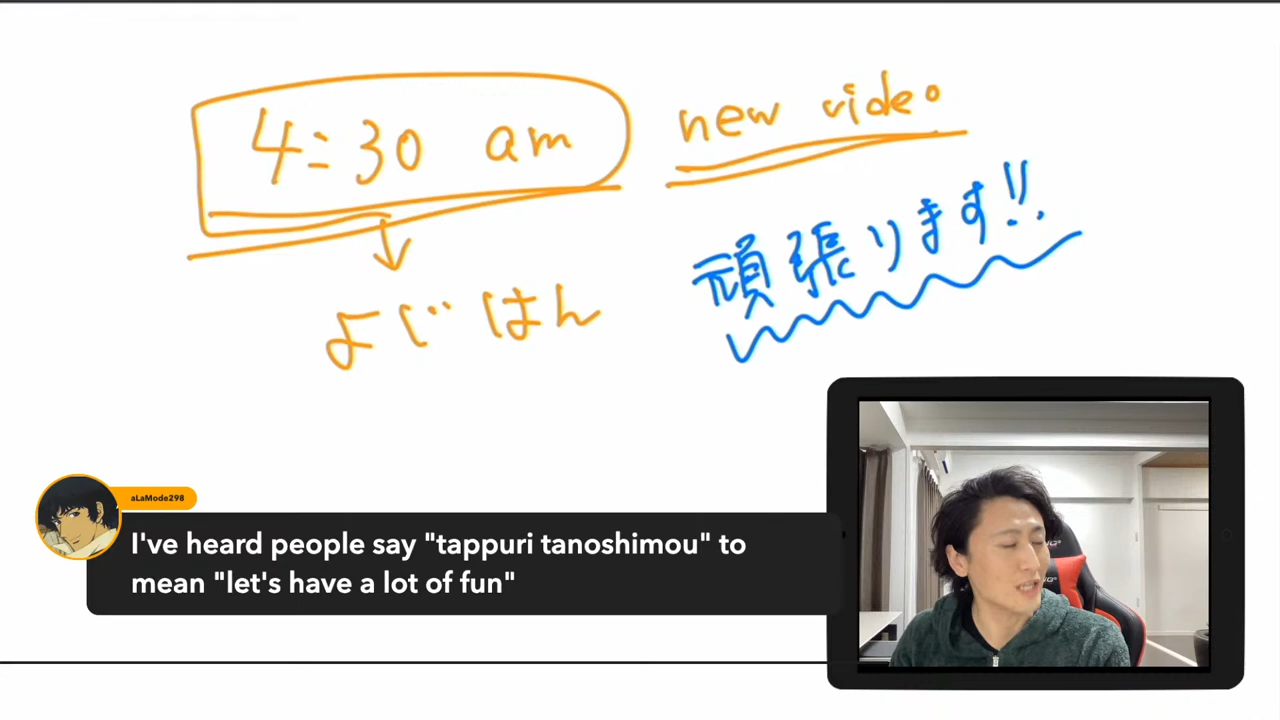 4:30 am
new video
よじはん
頑張ります!!
aLaMode298
I've heard people say "tappuri tanoshimou" to
mean "let's have a lot of fun"